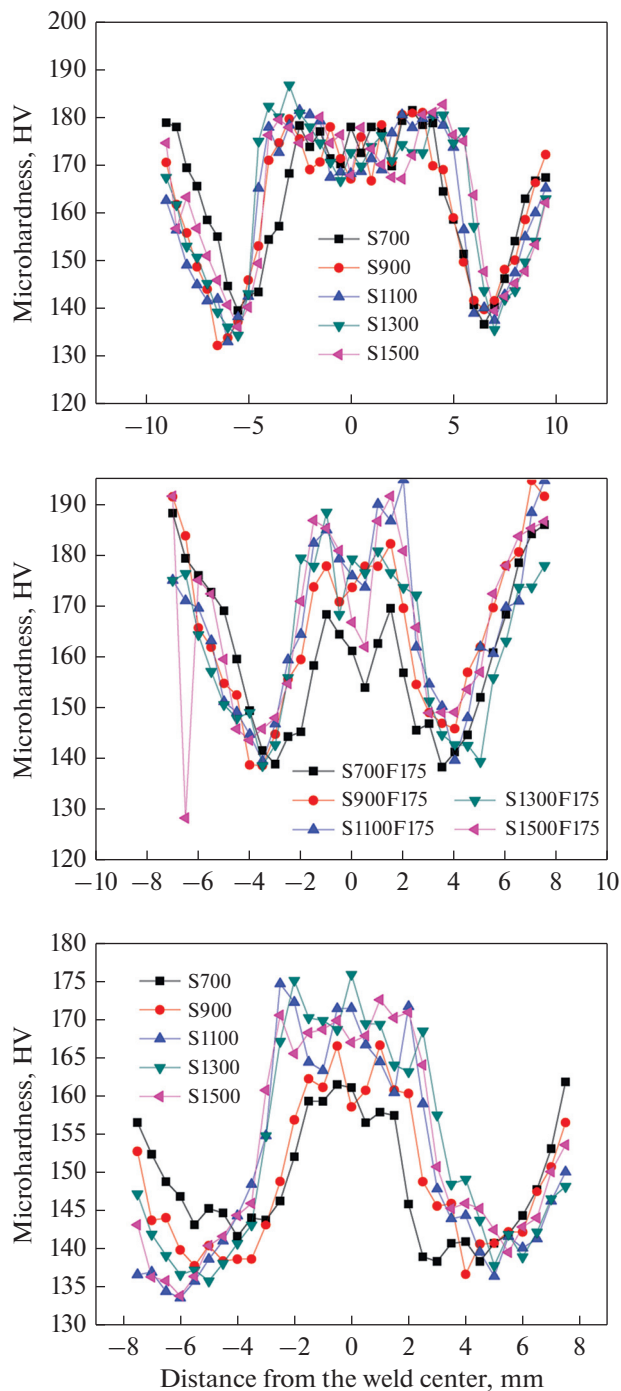 200
190
180
170
160
150
140
130
120
Microhardness, HV
S700
S900
S1100
S1300
S1500
−10 −5 0 5 10
190
180
170
160
150
140
130
120
Microhardness, HV
S700F175
S900F175
S1100F175
S1300F175
S1500F175
−10 −8 −6 −4 −2 0 2 4 6 8 10
180
175
170
165
160
155
150
145
140
135
130
Microhardness, HV
S700
S900
S1100
S1300
S1500
−8 −6 −4 −2 0 2 4 6 8
Distance from the weld center, mm